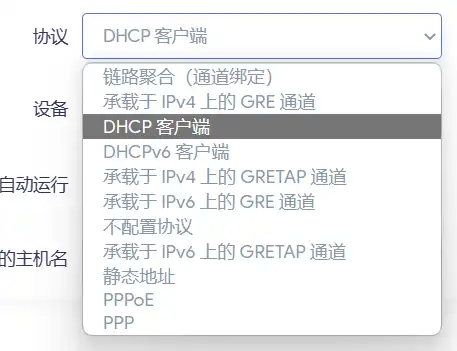 协议
DHCP 客户端
链路聚合（通道绑定）
承载于 IPv4 上的 GRE 通道
设备
DHCP 客户端
DHCPv6 客户端
承载于 IPv4 上的 GRETAP 通道
自动运行
承载于 IPv6 上的 GRE 通道
不配置协议
承载于 IPv6 上的 GRETAP 通道
的主机名
静态地址
PPPoE
PPP